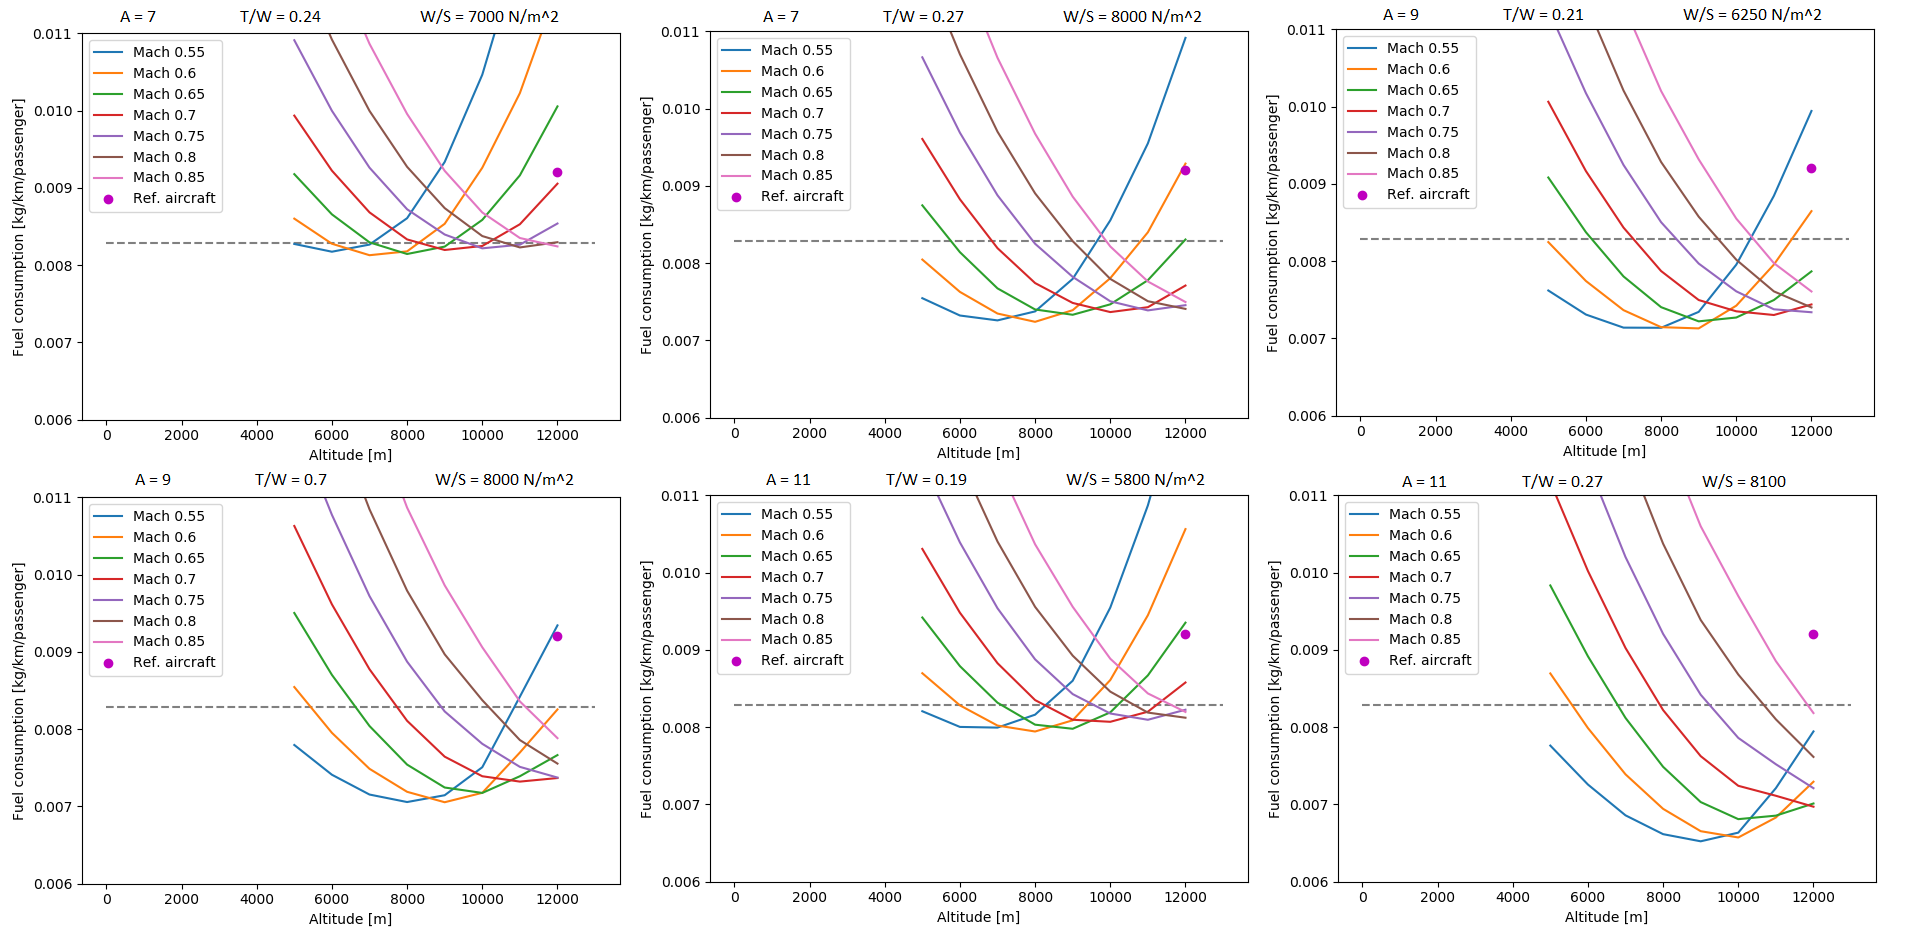 A = 7 T/W = 0.24 W/S = 7000 N/m^2
0.011
0.010
0.009
0.008
0.007
0.006
Fuel consumption [kg/km/passenger]
Mach 0.55
Mach 0.6
Mach 0.65
Mach 0.7
Mach 0.75
Mach 0.8
Mach 0.85
Ref. aircraft
0 2000 4000 6000 8000 10000 12000
Altitude [m]
A = 7 T/W = 0.27 W/S = 8000 N/m^2
0.011
0.010
0.009
0.008
0.007
0.006
Fuel consumption [kg/km/passenger]
Mach 0.55
Mach 0.6
Mach 0.65
Mach 0.7
Mach 0.75
Mach 0.8
Mach 0.85
Ref. aircraft
0 2000 4000 6000 8000 10000 12000
Altitude [m]
A = 9 T/W = 0.21 W/S = 6250 N/m^2
0.011
0.010
0.009
0.008
0.007
0.006
Fuel consumption [kg/km/passenger]
Mach 0.55
Mach 0.6
Mach 0.65
Mach 0.7
Mach 0.75
Mach 0.8
Mach 0.85
Ref. aircraft
0 2000 4000 6000 8000 10000 12000
Altitude [m]
A = 9 T/W = 0.7 W/S = 8000 N/m^2
0.011
0.010
0.009
0.008
0.007
0.006
Fuel consumption [kg/km/passenger]
Mach 0.55
Mach 0.6
Mach 0.65
Mach 0.7
Mach 0.75
Mach 0.8
Mach 0.85
Ref. aircraft
0 2000 4000 6000 8000 10000 12000
Altitude [m]
A = 11 T/W = 0.19 W/S = 5800 N/m^2
0.011
0.010
0.009
0.008
0.007
0.006
Fuel consumption [kg/km/passenger]
Mach 0.55
Mach 0.6
Mach 0.65
Mach 0.7
Mach 0.75
Mach 0.8
Mach 0.85
Ref. aircraft
0 2000 4000 6000 8000 10000 12000
Altitude [m]
A = 11 T/W = 0.27 W/S = 8100
0.011
0.010
0.009
0.008
0.007
0.006
Fuel consumption [kg/km/passenger]
Mach 0.55
Mach 0.6
Mach 0.65
Mach 0.7
Mach 0.75
Mach 0.8
Mach 0.85
Ref. aircraft
0 2000 4000 6000 8000 10000 12000
Altitude [m]